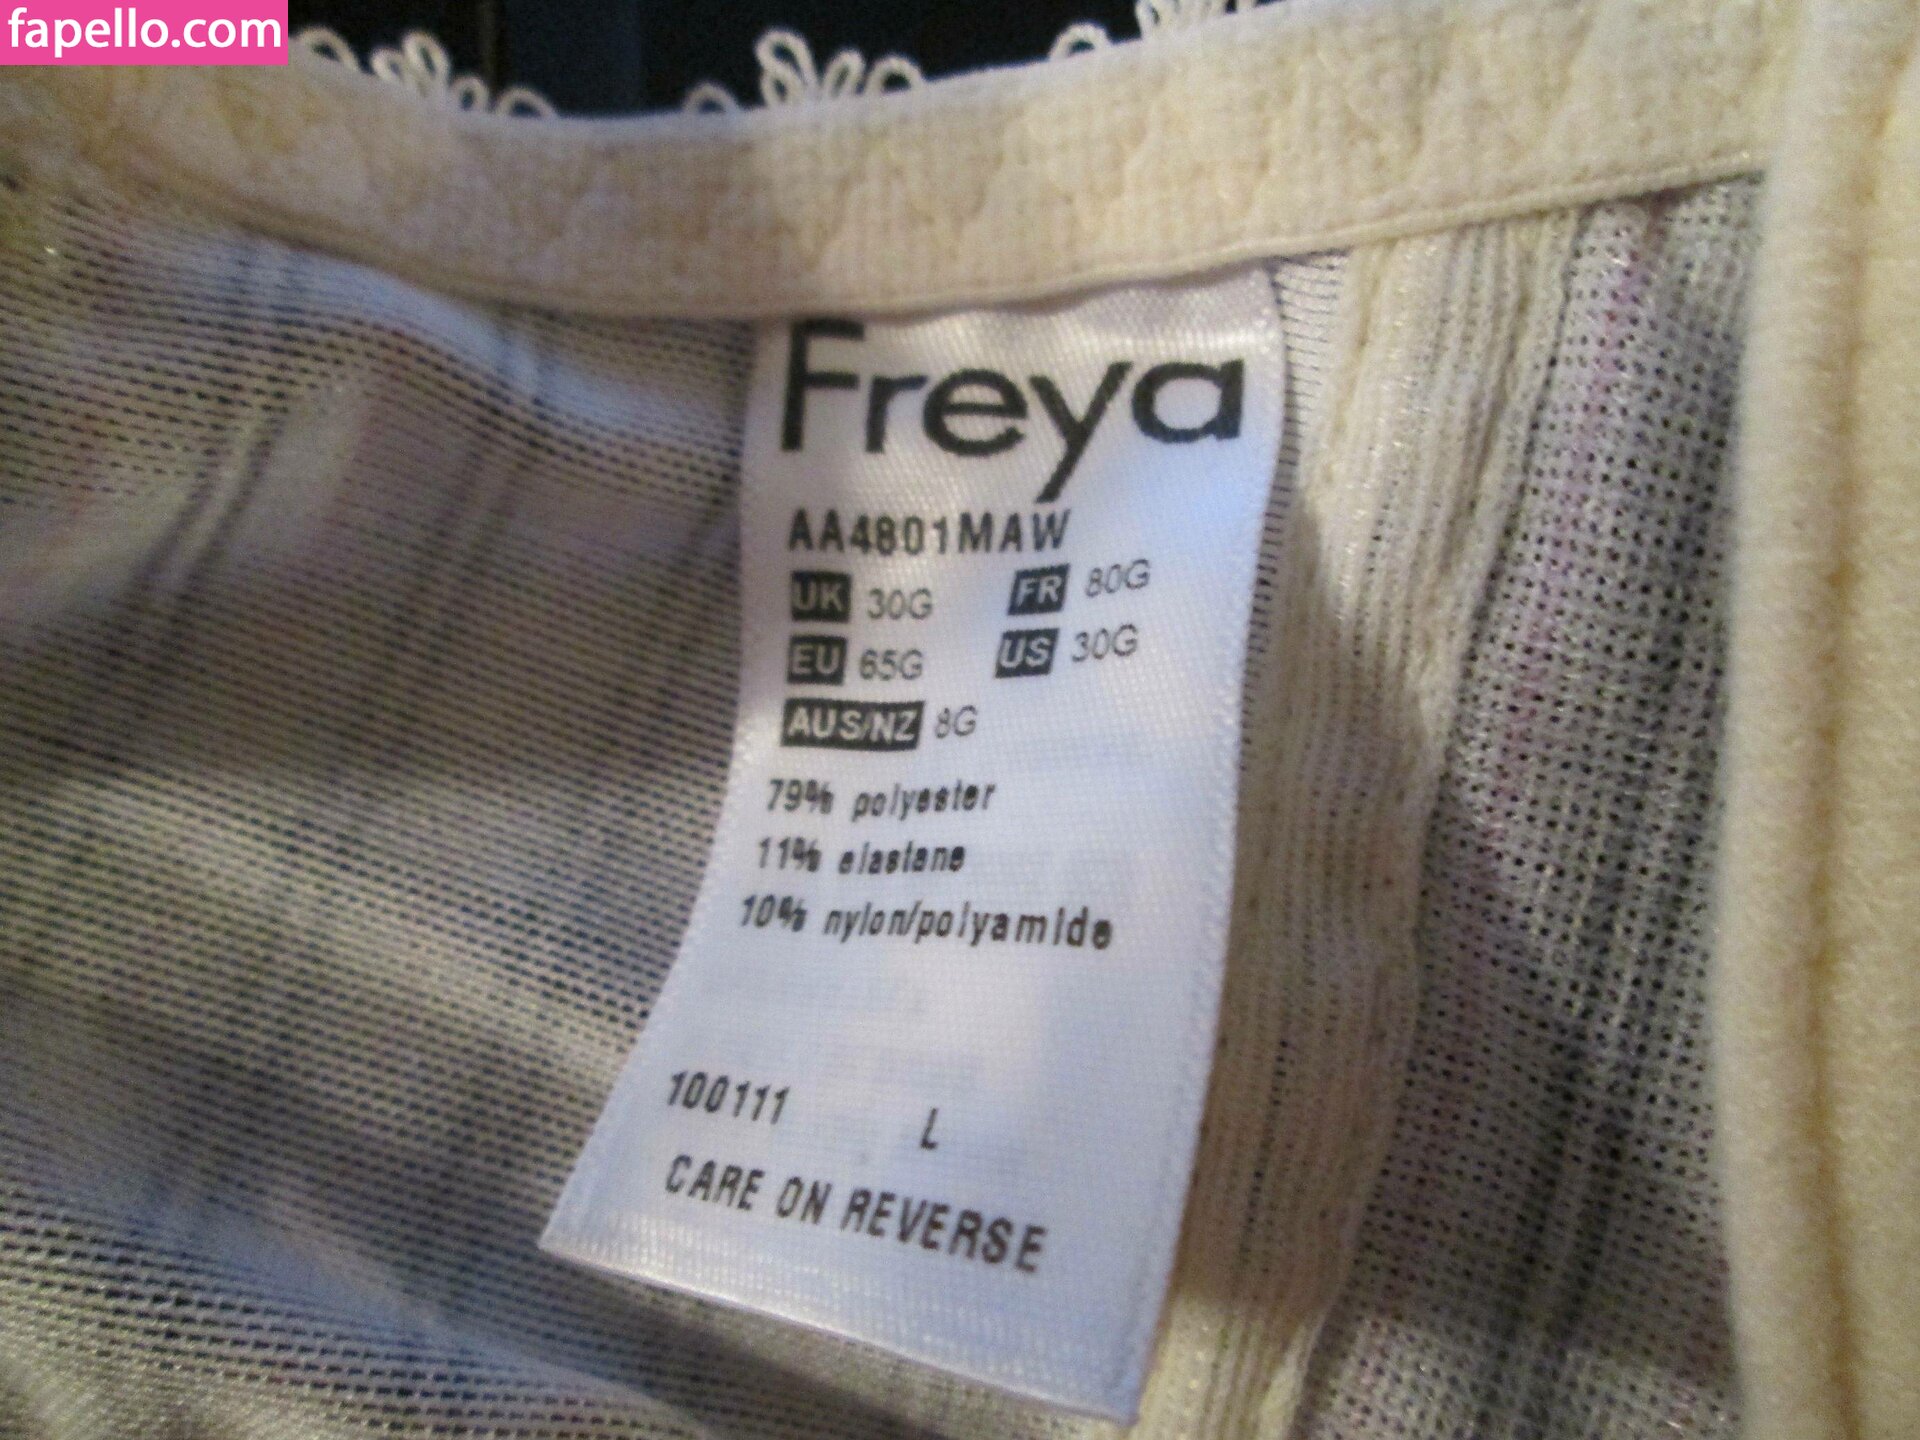 fapello.com
Freya
AA4801MAW
UK 30G FR 80G
EU 65G US 30G
AUS/NZ 8G
79% polyester
11% elastane
10% nylon/polyamide
100111 L
CARE ON REVERSE